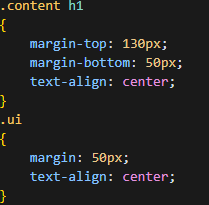 .content h1
{
    margin-top: 130px;
    margin-bottom: 50px;
    text-align: center;
}
.ui
{
    margin: 50px;
    text-align: center;
}